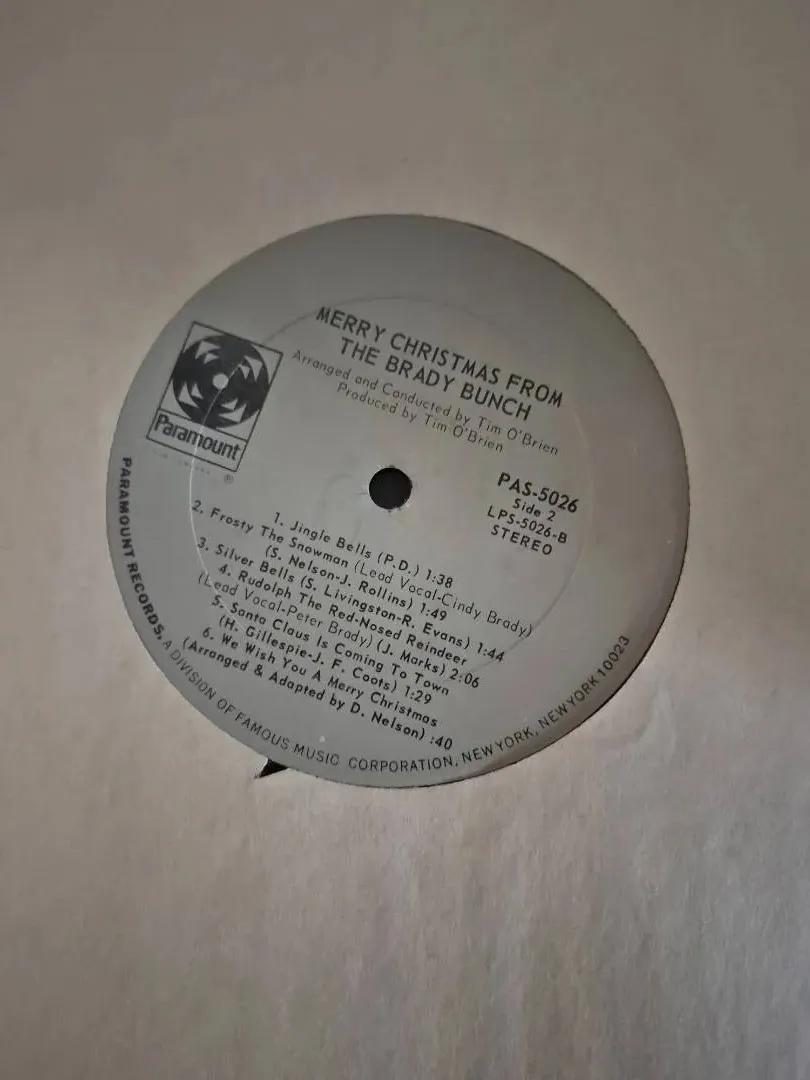 MERRY CHRISTMAS FROM
THE BRADY BUNCH
Arranged and Conducted by Tim O'Brien
Produced by Tim O'Brien
Paramount
®
PAS-5026
Side 2
LPS-5026-B
STEREO
1. Jingle Bells (P.D.) 1:38
2. Frosty The Snowman (Lead Vocal-Cindy Brady)
(S. Nelson-J. Rollins) 1:49
3. Silver Bells (S. Livingston-R. Evans) 1:44
4. Rudolph The Red-Nosed Reindeer
(Lead Vocal-Peter Brady) (J. Marks) 2:06
5. Santa Claus Is Coming To Town
(H. Gillespie-J. F. Coots) 1:29
6. We Wish You A Merry Christmas
(Arranged & Adapted by D. Nelson) :40
PARAMOUNT RECORDS, A DIVISION OF FAMOUS MUSIC CORPORATION, NEW YORK, NEW YORK 10023